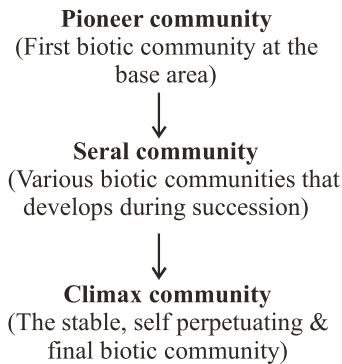 Pioneer community
(First biotic community at the
base area)
Seral community
(Various biotic communities that
develops during succession)
Climax community
(The stable, self perpetuating &
final biotic community)